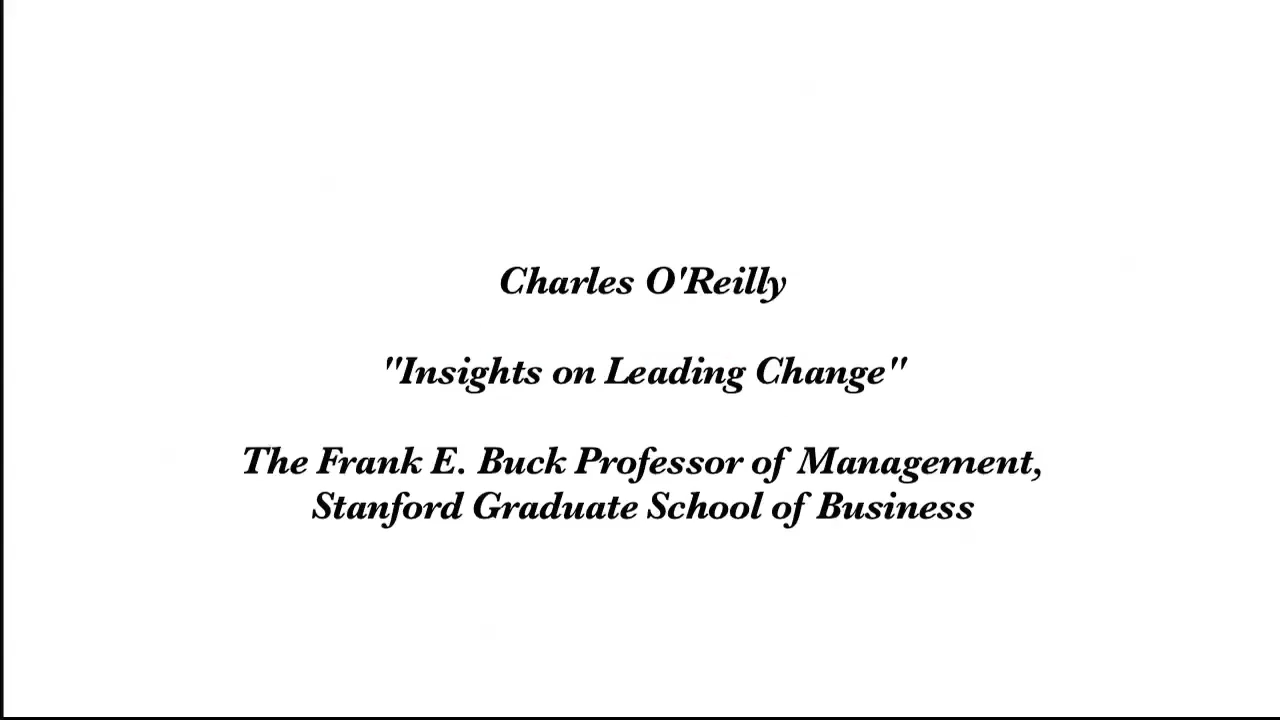 Charles O'Reilly
"Insights on Leading Change"
The Frank E. Buck Professor of Management,
Stanford Graduate School of Business